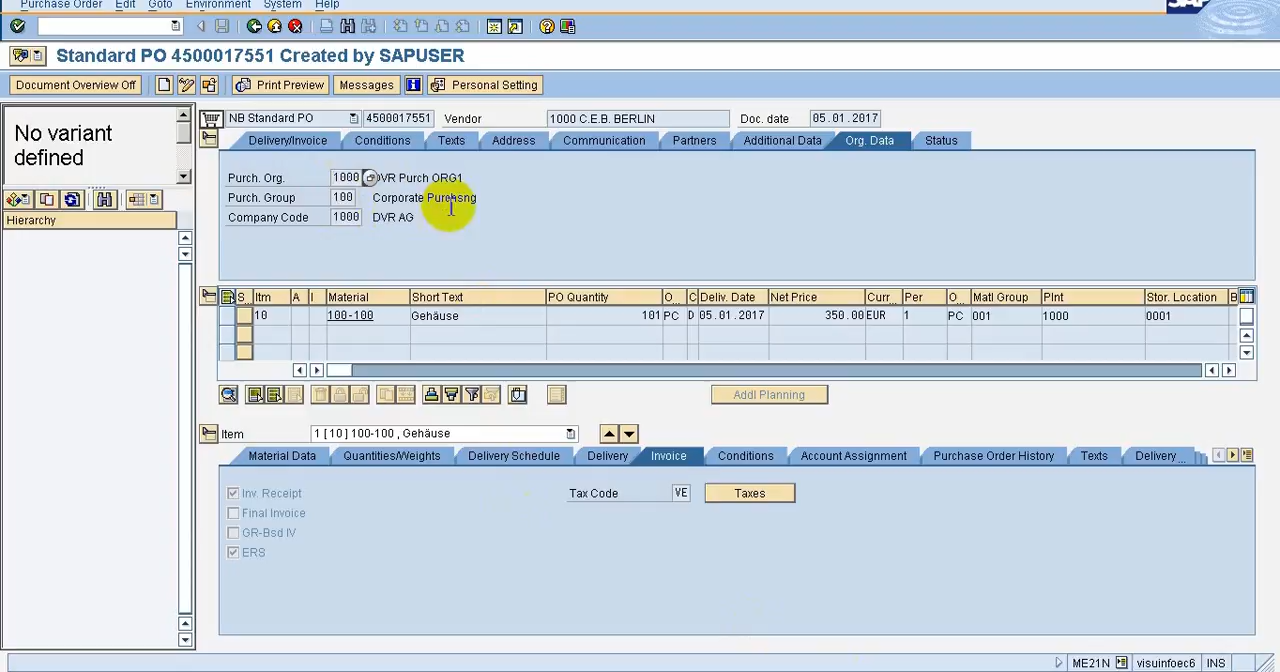 Purchase Order Edit Goto Environment System Help
SAP
Standard PO 4500017551 Created by SAPUSER
Document Overview Off Print Preview Messages Personal Setting
No variant
defined
Hierarchy
NB Standard PO 4500017551 Vendor 1000 C.E.B. BERLIN Doc. date 05.01.2017
Delivery/Invoice Conditions Texts Address Communication Partners Additional Data Org. Data Status
Purch. Org. 1000 DVR Purch ORG1
Purch. Group 100 Corporate Purchsng
Company Code 1000 DVR AG
S.. Itm A I Material Short Text PO Quantity O... C Deliv. Date Net Price Curr... Per O... Matl Group Plnt Stor. Location B
10 100-100 Gehäuse 101 PC D 05.01.2017 350.00 EUR 1 PC 001 1000 0001
Addl Planning
Item 1 [ 10 ] 100-100 , Gehäuse
Material Data Quantities/Weights Delivery Schedule Delivery Invoice Conditions Account Assignment Purchase Order History Texts Delivery ...
Inv. Receipt Tax Code VE Taxes
Final Invoice
GR-Bsd IV
ERS
ME21N visuinfoec6 INS